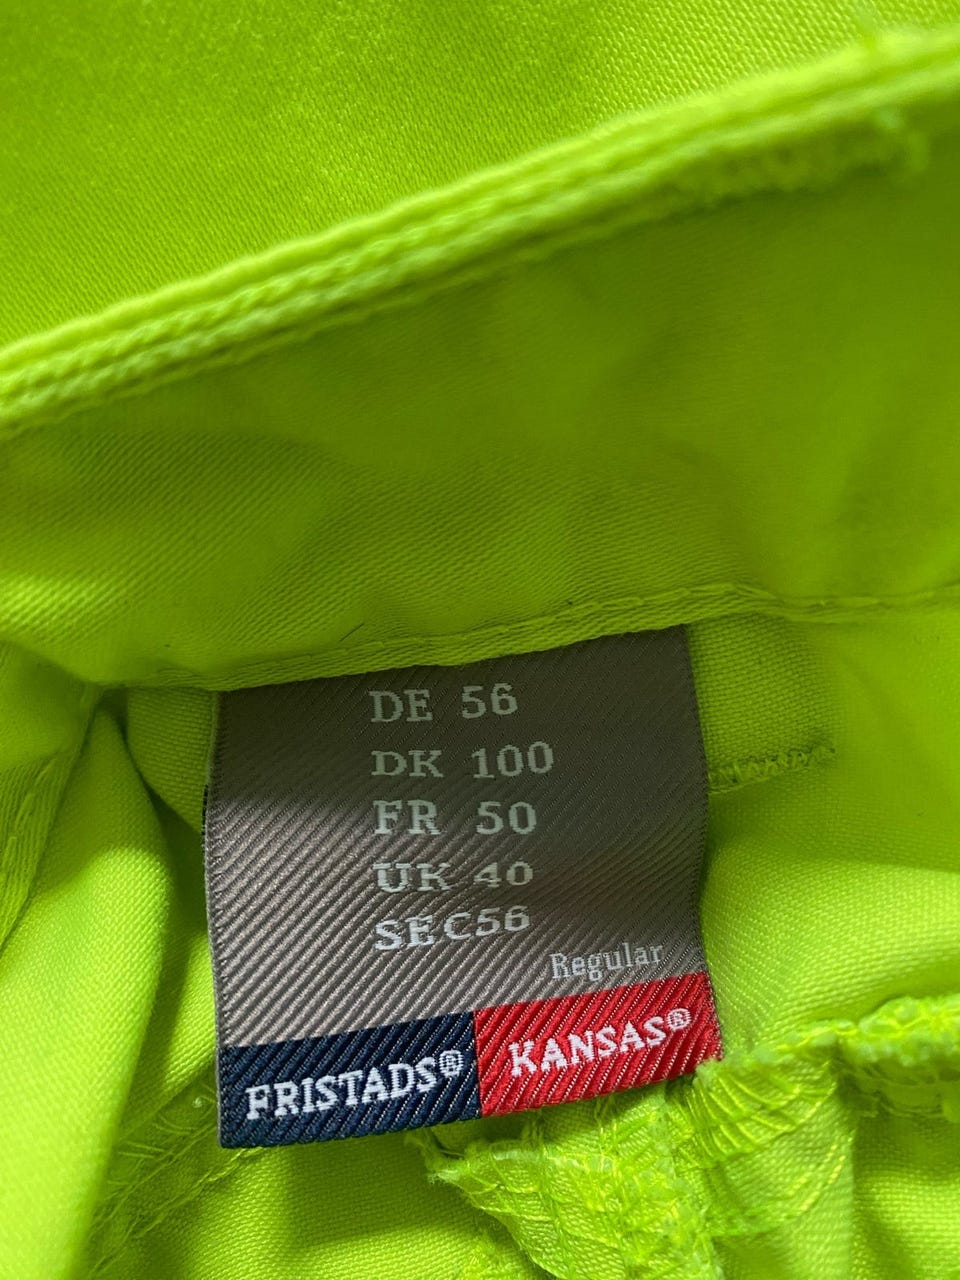 DE 56
DK 100
FR 50
UK 40
SE C56
Regular
FRISTADS® KANSAS®